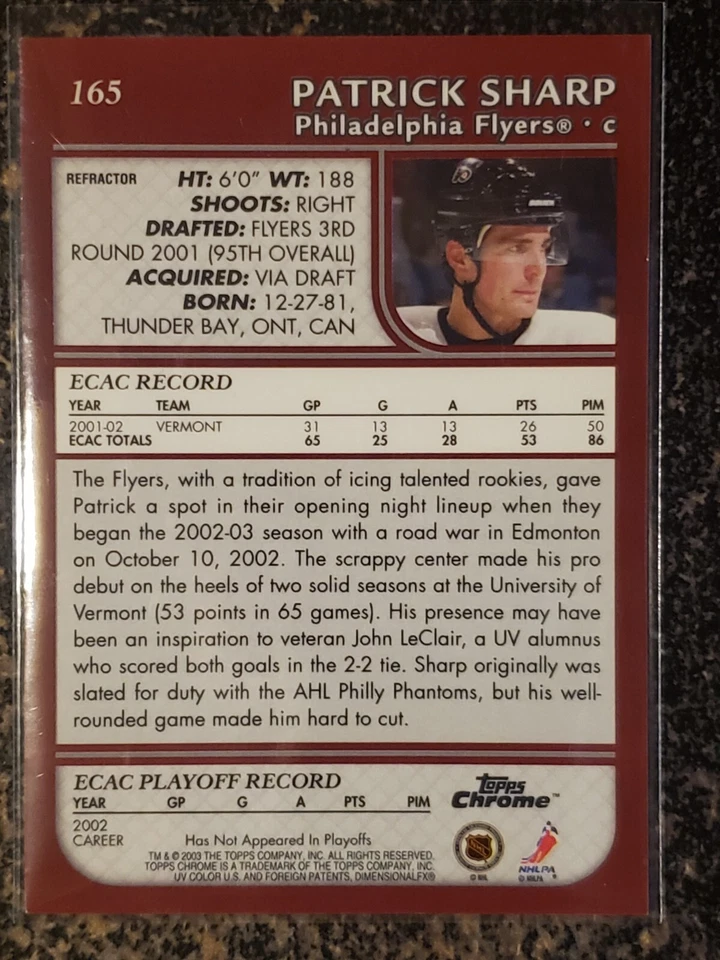 165
PATRICK SHARP
Philadelphia Flyers® · C
REFRACTOR
HT: 6'0" WT: 188
SHOOTS: RIGHT
DRAFTED: FLYERS 3RD
ROUND 2001 (95TH OVERALL)
ACQUIRED: VIA DRAFT
BORN: 12-27-81,
THUNDER BAY, ONT, CAN
ECAC RECORD
YEAR TEAM GP G A PTS PIM
2001-02 VERMONT 31 13 13 26 50
ECAC TOTALS 65 25 28 53 86
The Flyers, with a tradition of icing talented rookies, gave
Patrick a spot in their opening night lineup when they
began the 2002-03 season with a road war in Edmonton
on October 10, 2002. The scrappy center made his pro
debut on the heels of two solid seasons at the University of
Vermont (53 points in 65 games). His presence may have
been an inspiration to veteran John LeClair, a UV alumnus
who scored both goals in the 2-2 tie. Sharp originally was
slated for duty with the AHL Philly Phantoms, but his well-
rounded game made him hard to cut.
ECAC PLAYOFF RECORD
YEAR GP G A PTS PIM
2002
CAREER Has Not Appeared In Playoffs
TM & © 2003 THE TOPPS COMPANY, INC. ALL RIGHTS RESERVED.
TOPPS CHROME IS A TRADEMARK OF THE TOPPS COMPANY, INC.
UV COLOR U.S. AND FOREIGN PATENTS, DIMENSIONALFX®
Topps
Chrome™
© NHL
NHLPA
© NHLPA